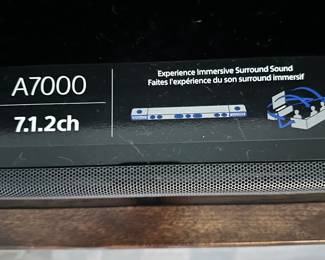 A7000
7.1.2ch
Experience Immersive Surround Sound
Faites l'expérience du son surround immersif